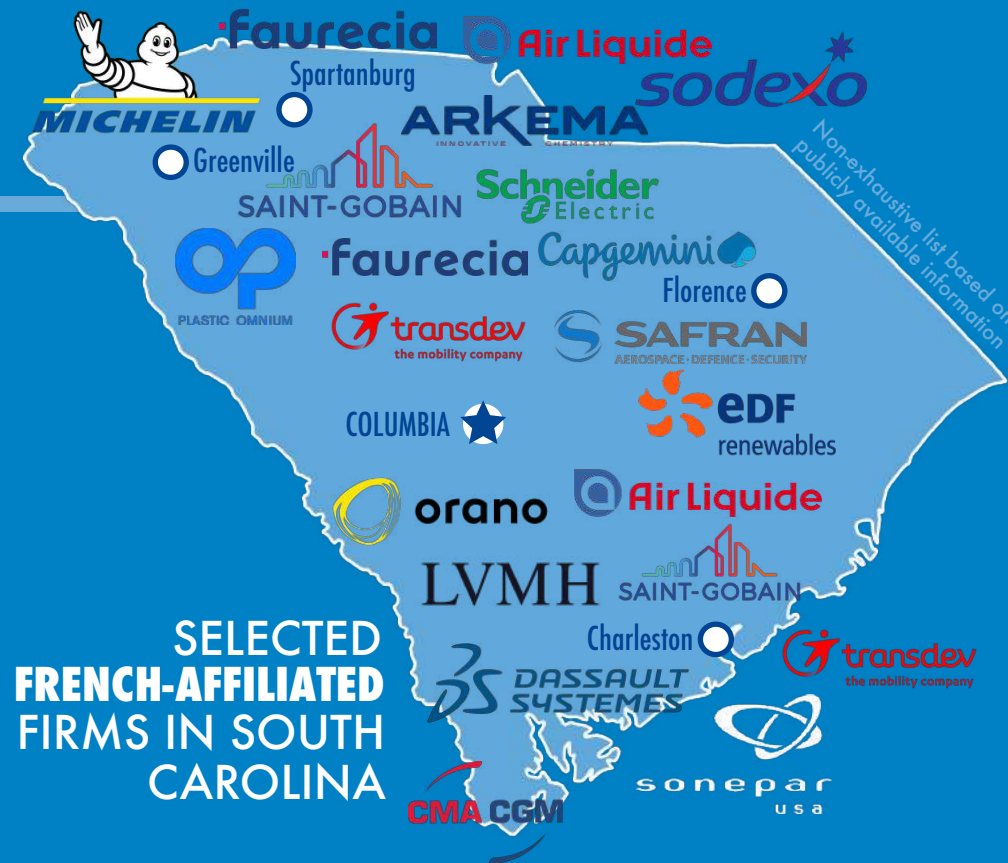 faurecia
Air Liquide
sodexo
MICHELIN
Spartanburg
ARKEMA
INNOVATIVE CHEMISTRY
Non-exhaustive list based on
publicly available information
Greenville
SAINT-GOBAIN
Schneider
Electric
OP
PLASTIC OMNIUM
faurecia
Capgemini
Florence
transdev
the mobility company
SAFRAN
AEROSPACE · DEFENCE · SECURITY
COLUMBIA
eDF
renewables
orano
Air Liquide
LVMH
SAINT-GOBAIN
Charleston
transdev
the mobility company
SELECTED
FRENCH-AFFILIATED
FIRMS IN SOUTH
CAROLINA
3DS DASSAULT
SYSTEMES
sonepar
usa
CMA CGM